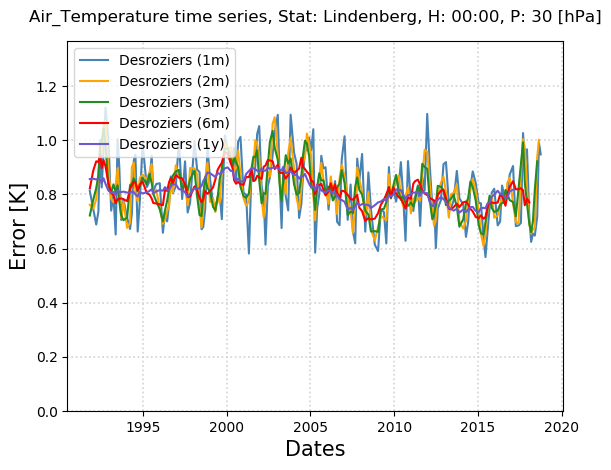 Air_Temperature time series, Stat: Lindenberg, H: 00:00, P: 30 [hPa]
Desroziers (1m)
Desroziers (2m)
Desroziers (3m)
Desroziers (6m)
Desroziers (1y)
Error [K]
1.2
1.0
0.8
0.6
0.4
0.2
0.0
1995 2000 2005 2010 2015 2020
Dates